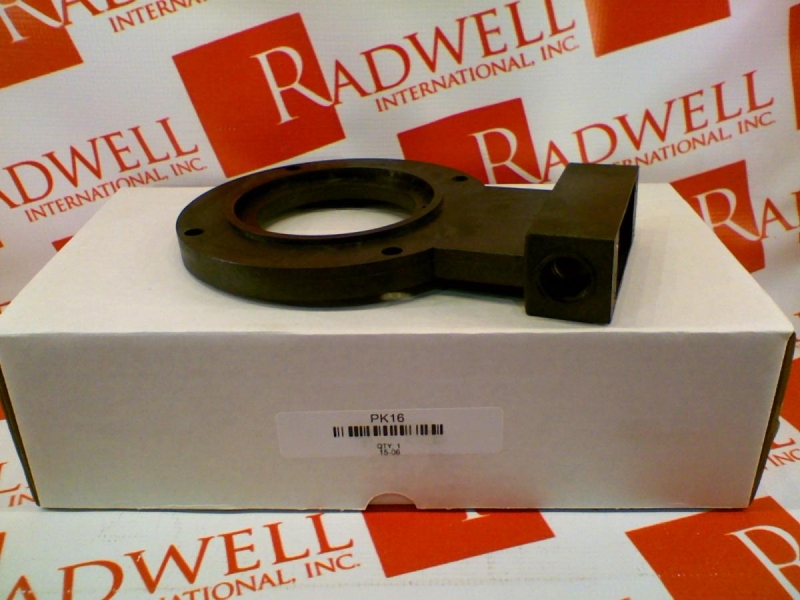 RADWELL
INTERNATIONAL, INC.
RADWELL
INTERNATIONAL, INC.
RADWELL
INTERNATIONAL, INC.
RADWELL
INTERNATIONAL, INC.
PK16
QTY: 1
15-06
RADWELL
INTERNATIONAL, INC.
RADWELL